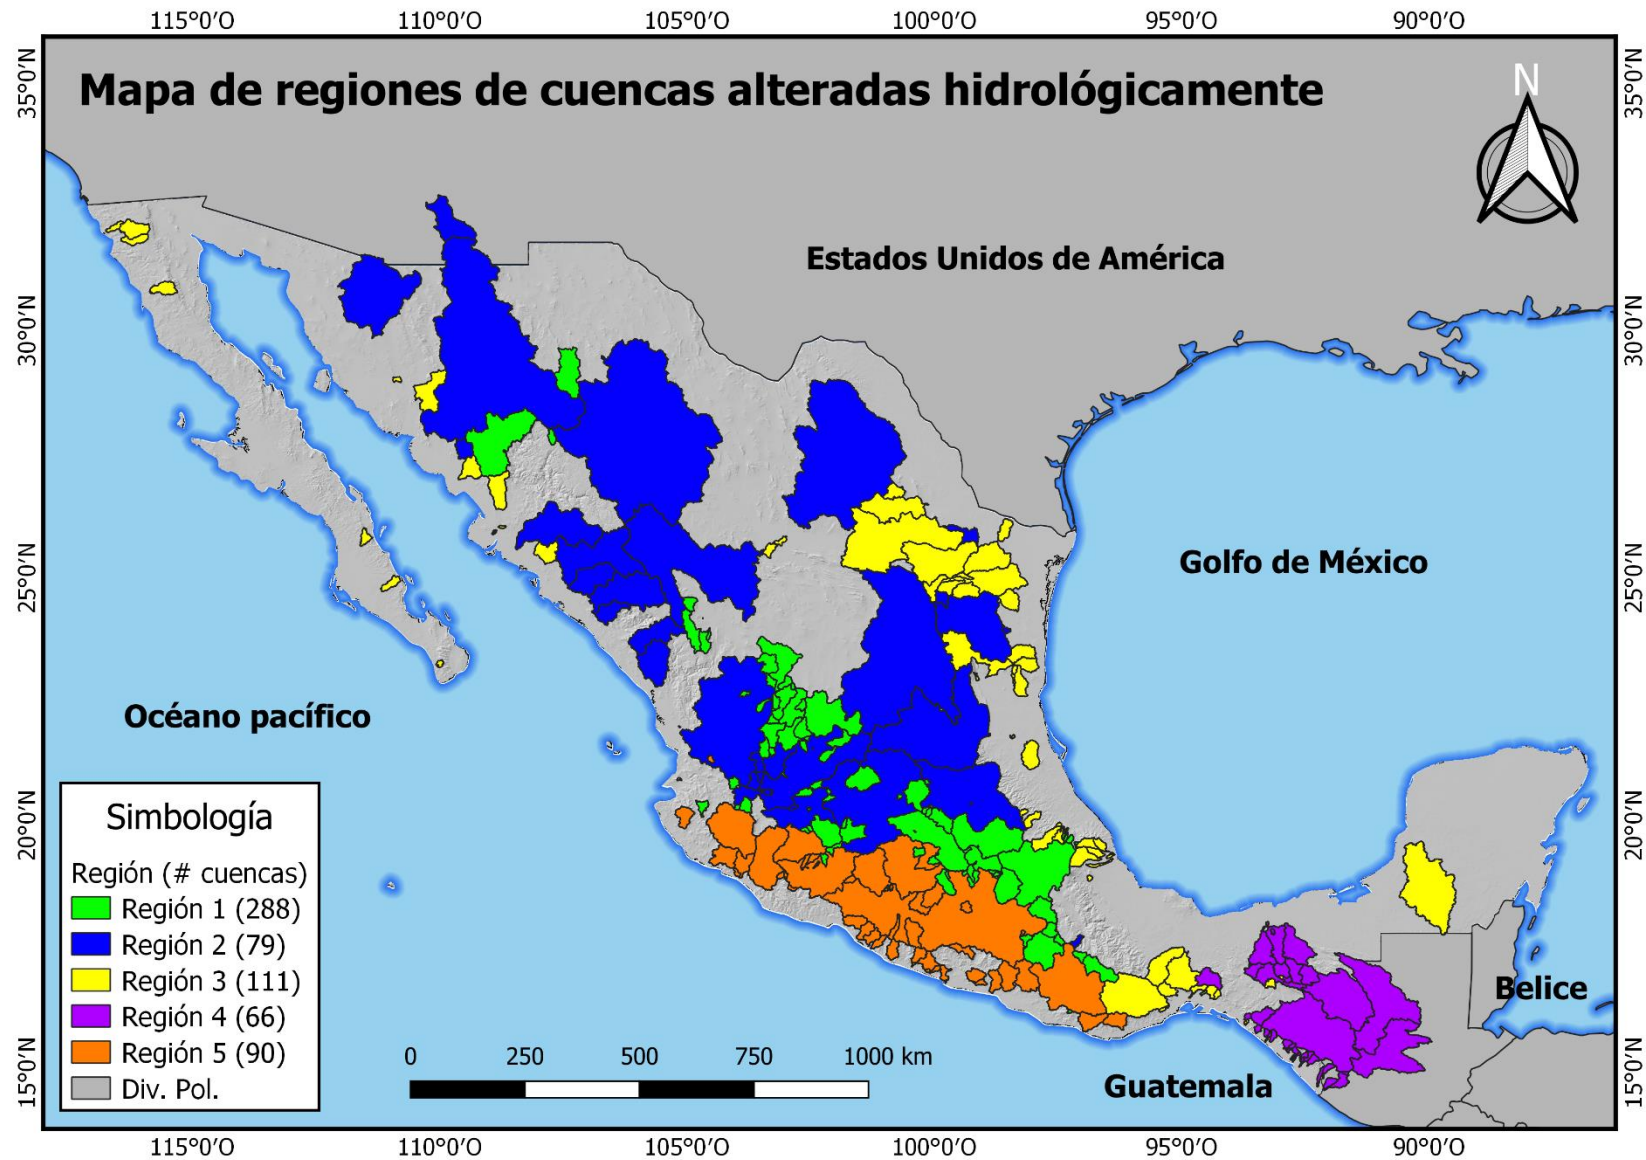 115°0'O 110°0'O 105°0'O 100°0'O 95°0'O 90°0'O
35°0'N 35°0'N
Mapa de regiones de cuencas alteradas hidrológicamente
N
Estados Unidos de América
30°0'N 30°0'N
Golfo de México
25°0'N 25°0'N
Océano pacífico
20°0'N 20°0'N
Simbología
Región (# cuencas)
Región 1 (288)
Región 2 (79)
Región 3 (111)
Región 4 (66)
Región 5 (90)
Div. Pol.
Belice
0 250 500 750 1000 km
Guatemala
15°0'N 15°0'N
115°0'O 110°0'O 105°0'O 100°0'O 95°0'O 90°0'O